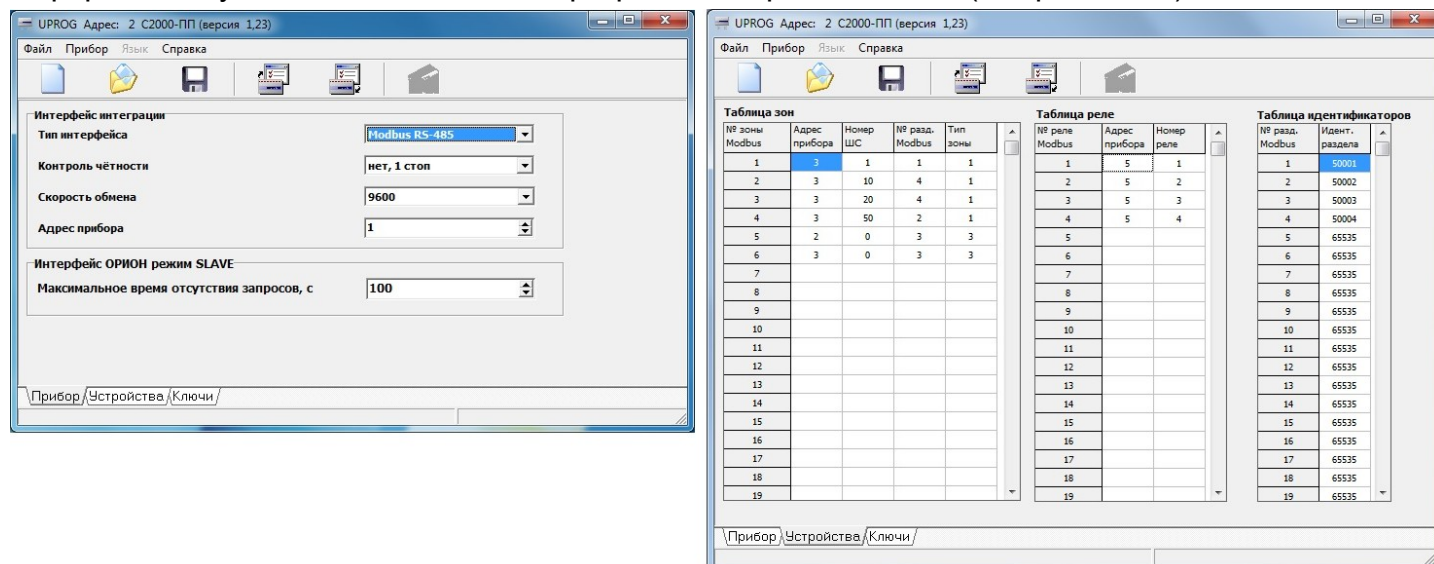 UPROG Адрес: 2 С2000-ПП (версия 1,23)
Файл Прибор Язык Справка
Интерфейс интеграции
Тип интерфейса Modbus RS-485
Контроль чётности нет, 1 стоп
Скорость обмена 9600
Адрес прибора 1
Интерфейс ОРИОН режим SLAVE
Максимальное время отсутствия запросов, с 100
Прибор Устройства Ключи
UPROG Адрес: 2 С2000-ПП (версия 1,23)
Файл Прибор Язык Справка
Таблица зон Таблица реле Таблица идентификаторов
№ зоны Адрес Номер № разд. Тип № реле Адрес Номер № разд. Идент.
Modbus прибора ШС Modbus зоны Modbus прибора реле Modbus раздела
1 3 1 1 1 1 5 1 1 50001
2 3 10 4 1 2 5 2 2 50002
3 3 20 4 1 3 5 3 3 50003
4 3 50 2 1 4 5 4 4 50004
5 2 0 3 3 5 5 65535
6 3 0 3 3 6 6 65535
7 7 7 65535
8 8 8 65535
9 9 9 65535
10 10 10 65535
11 11 11 65535
12 12 12 65535
13 13 13 65535
14 14 14 65535
15 15 15 65535
16 16 16 65535
17 17 17 65535
18 18 18 65535
19 19 19 65535
Прибор Устройства Ключи